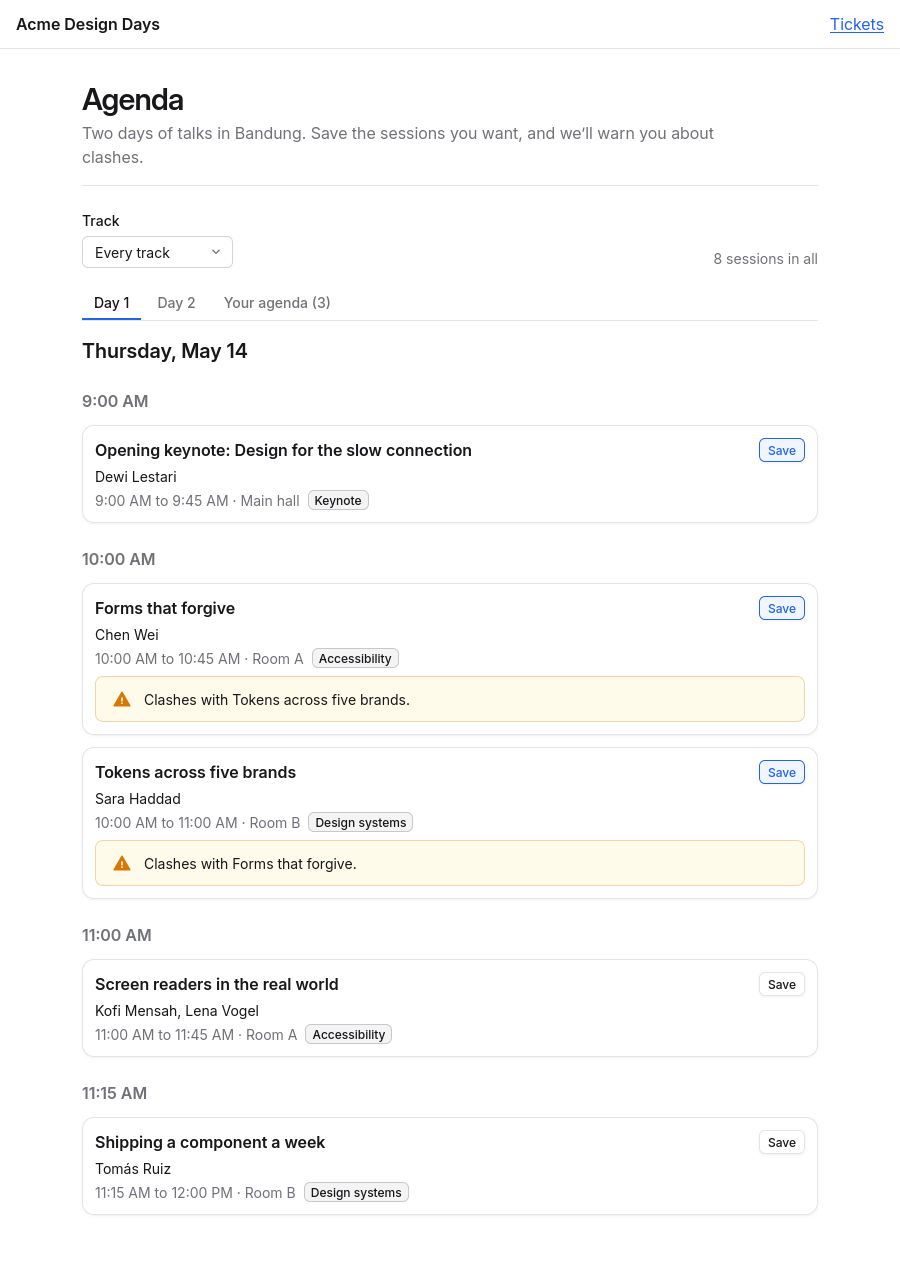 Acme Design Days
Tickets
Agenda
Two days of talks in Bandung. Save the sessions you want, and we’ll warn you about
clashes.
Track
Every track
8 sessions in all
Day 1
Day 2
Your agenda (3)
Thursday, May 14
9:00 AM
Opening keynote: Design for the slow connection
Save
Dewi Lestari
9:00 AM to 9:45 AM · Main hall
Keynote
10:00 AM
Forms that forgive
Save
Chen Wei
10:00 AM to 10:45 AM · Room A
Accessibility
Clashes with Tokens across five brands.
Tokens across five brands
Save
Sara Haddad
10:00 AM to 11:00 AM · Room B
Design systems
Clashes with Forms that forgive.
11:00 AM
Screen readers in the real world
Save
Kofi Mensah, Lena Vogel
11:00 AM to 11:45 AM · Room A
Accessibility
11:15 AM
Shipping a component a week
Save
Tomás Ruiz
11:15 AM to 12:00 PM · Room B
Design systems